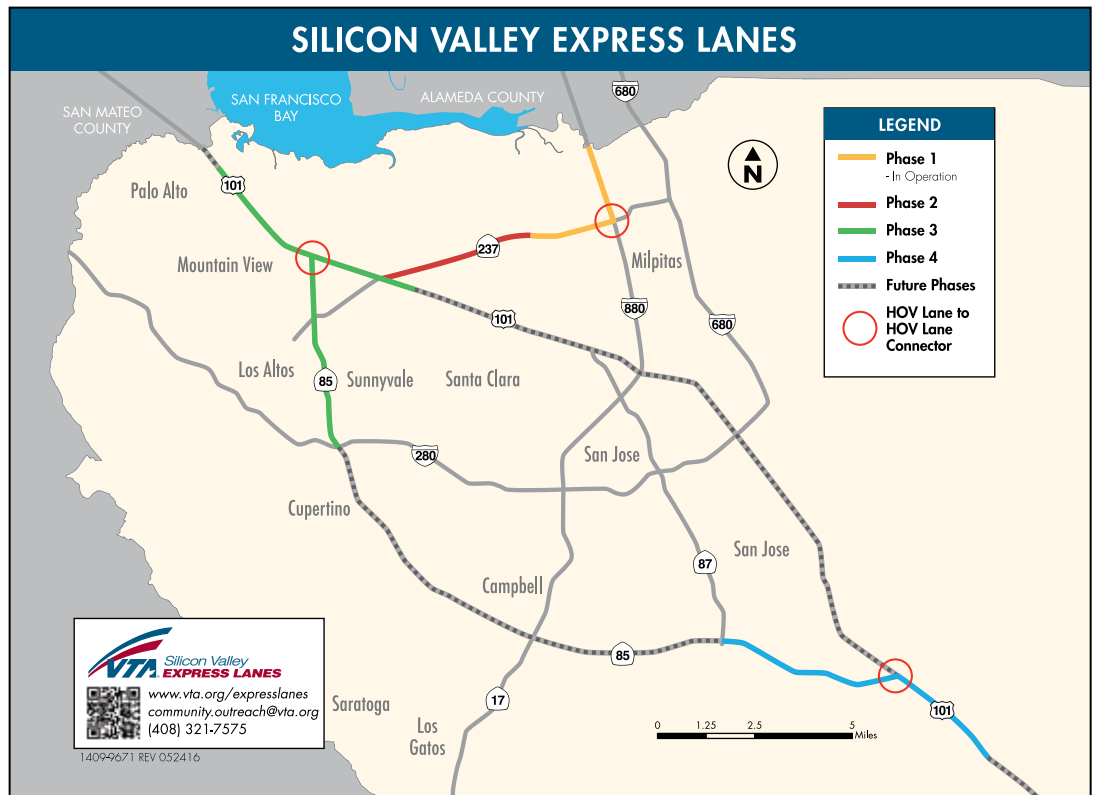 SILICON VALLEY EXPRESS LANES
SAN MATEO
COUNTY
SAN FRANCISCO
BAY
ALAMEDA COUNTY
680
LEGEND
Phase 1
- In Operation
Phase 2
Phase 3
Phase 4
Future Phases
HOV Lane to
HOV Lane
Connector
N
Palo Alto
101
Mountain View
237
Milpitas
880
680
101
Los Altos
85
Sunnyvale
Santa Clara
280
San Jose
Cupertino
San Jose
87
Campbell
85
17
101
Saratoga
Los
Gatos
0 1.25 2.5 5
Miles
VTA Silicon Valley
EXPRESS LANES
www.vta.org/expresslanes
community.outreach@vta.org
(408) 321-7575
1409-9671 REV 052416